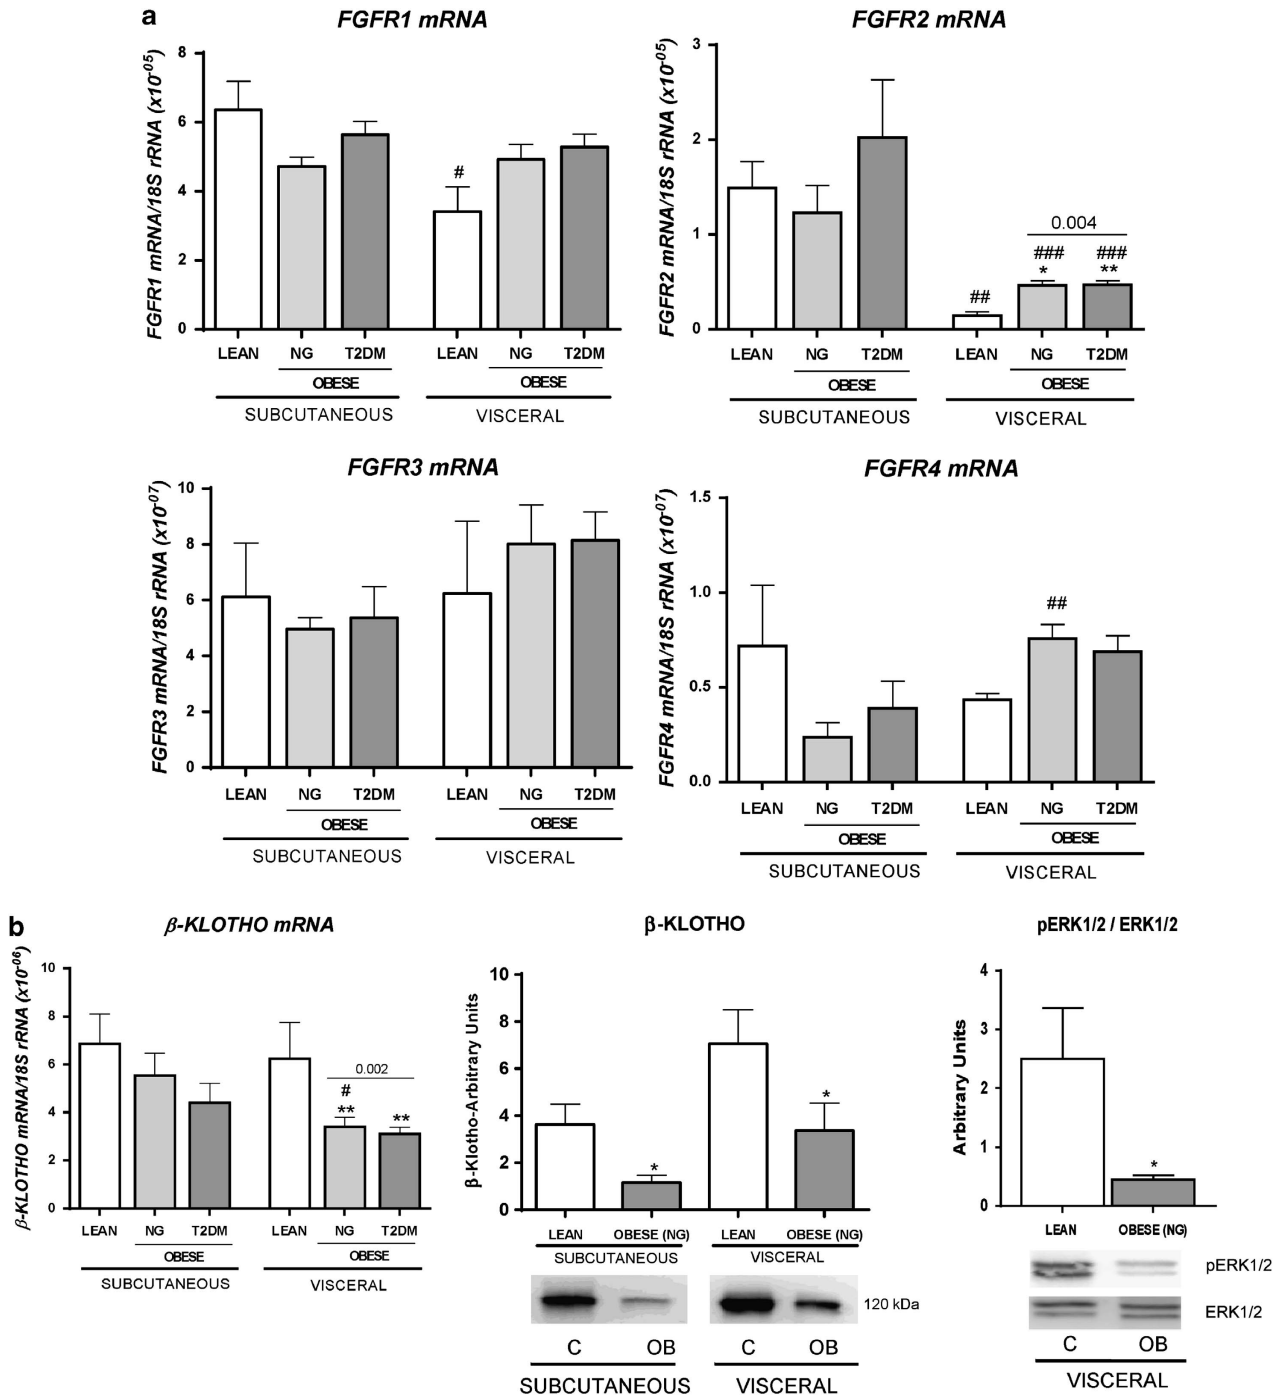 a
FGFR1 mRNA
FGFR1 mRNA/18S rRNA (x10-05)
8
6
4
2
0
#
LEAN NG T2DM LEAN NG T2DM
OBESE OBESE
SUBCUTANEOUS VISCERAL
FGFR2 mRNA
FGFR2 mRNA/18S rRNA (x10-05)
3
2
1
0
0.004
### ###
* **
##
LEAN NG T2DM LEAN NG T2DM
OBESE OBESE
SUBCUTANEOUS VISCERAL
FGFR3 mRNA
FGFR3 mRNA/18S rRNA (x10-07)
10
8
6
4
2
0
LEAN NG T2DM LEAN NG T2DM
OBESE OBESE
SUBCUTANEOUS VISCERAL
FGFR4 mRNA
FGFR4 mRNA/18S rRNA (x10-07)
1.5
1.0
0.5
0.0
##
LEAN NG T2DM LEAN NG T2DM
OBESE OBESE
SUBCUTANEOUS VISCERAL
b
β-KLOTHO mRNA
β-KLOTHO mRNA/18S rRNA (x10-06)
10
8
6
4
2
0
0.002
#
** **
LEAN NG T2DM LEAN NG T2DM
OBESE OBESE
SUBCUTANEOUS VISCERAL
β-KLOTHO
β-Klotho-Arbitrary Units
10
8
6
4
2
0
* *
LEAN OBESE (NG) LEAN OBESE (NG)
SUBCUTANEOUS VISCERAL
120 kDa
C OB C OB
SUBCUTANEOUS VISCERAL
pERK1/2 / ERK1/2
Arbitrary Units
4
3
2
1
0
*
LEAN OBESE (NG)
pERK1/2
ERK1/2
C OB
VISCERAL